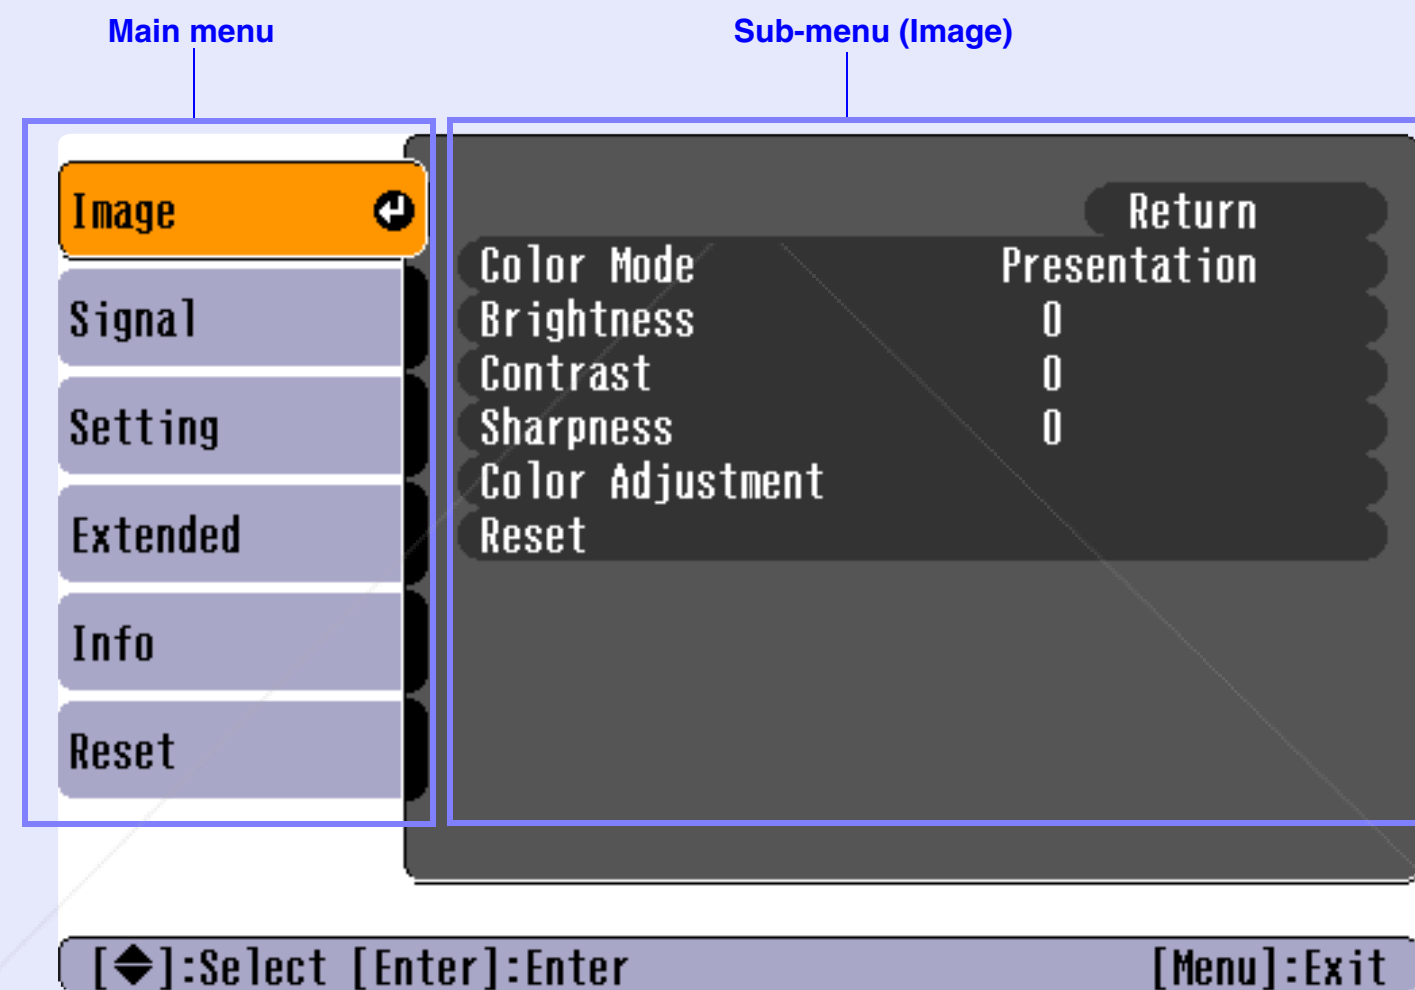 Main menu
Sub-menu (Image)
Image
Signal
Setting
Extended
Info
Reset
Return
Color Mode Presentation
Brightness 0
Contrast 0
Sharpness 0
Color Adjustment
Reset
[◆]:Select [Enter]:Enter [Menu]:Exit